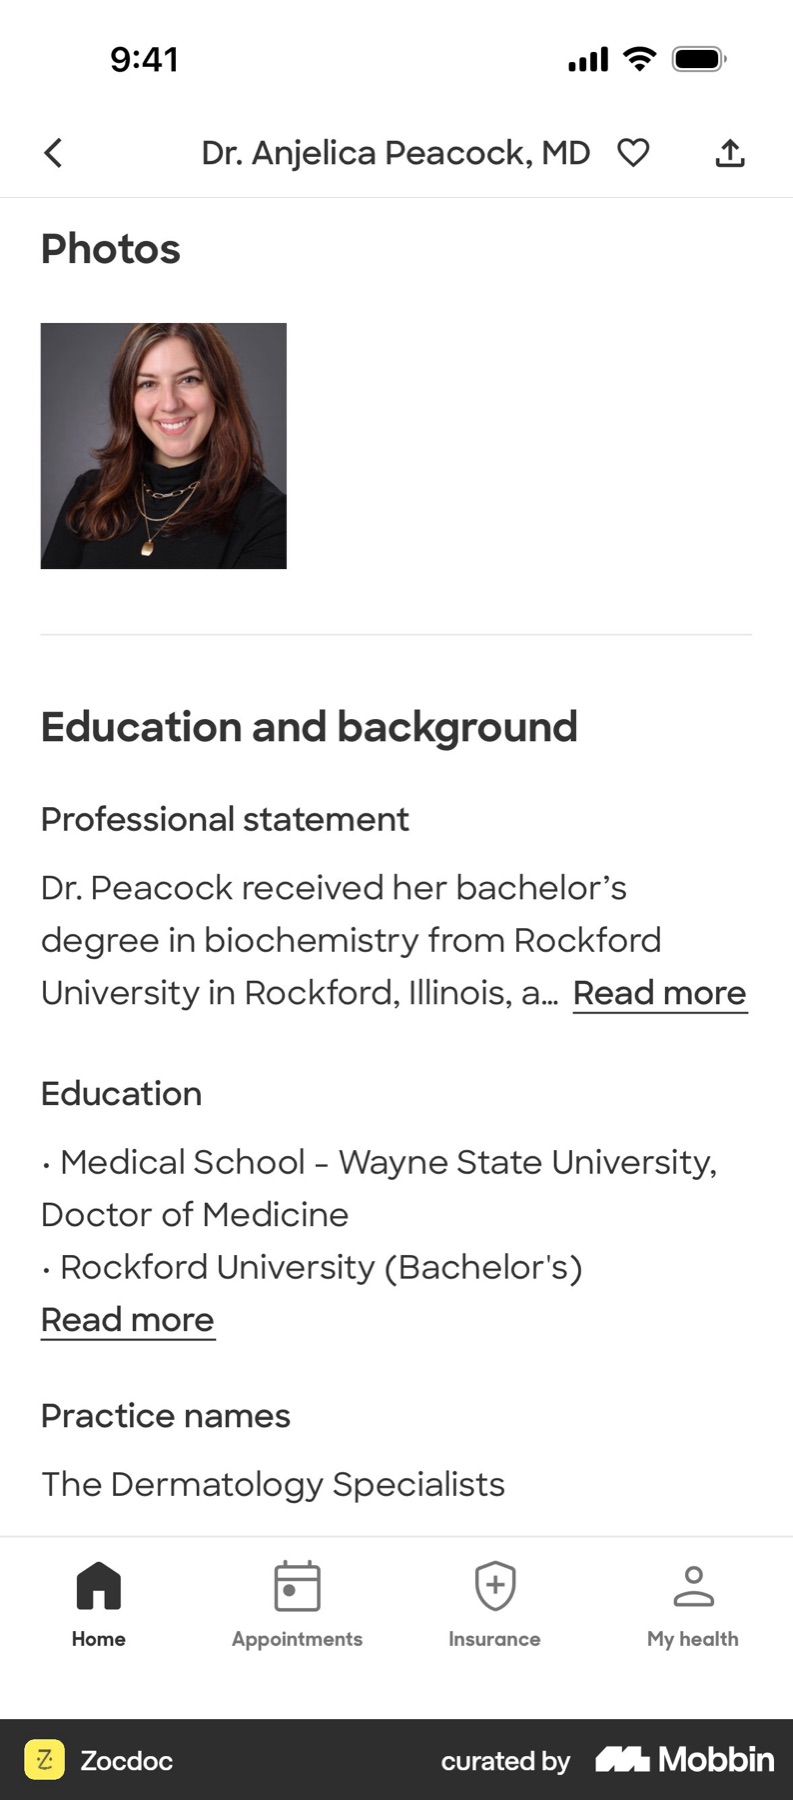 9:41
Dr. Anjelica Peacock, MD
Photos
Education and background
Professional statement
Dr. Peacock received her bachelor’s
degree in biochemistry from Rockford
University in Rockford, Illinois, a... Read more
Education
• Medical School - Wayne State University,
Doctor of Medicine
• Rockford University (Bachelor's)
Read more
Practice names
The Dermatology Specialists
Home
Appointments
Insurance
My health
Zocdoc
curated by Mobbin